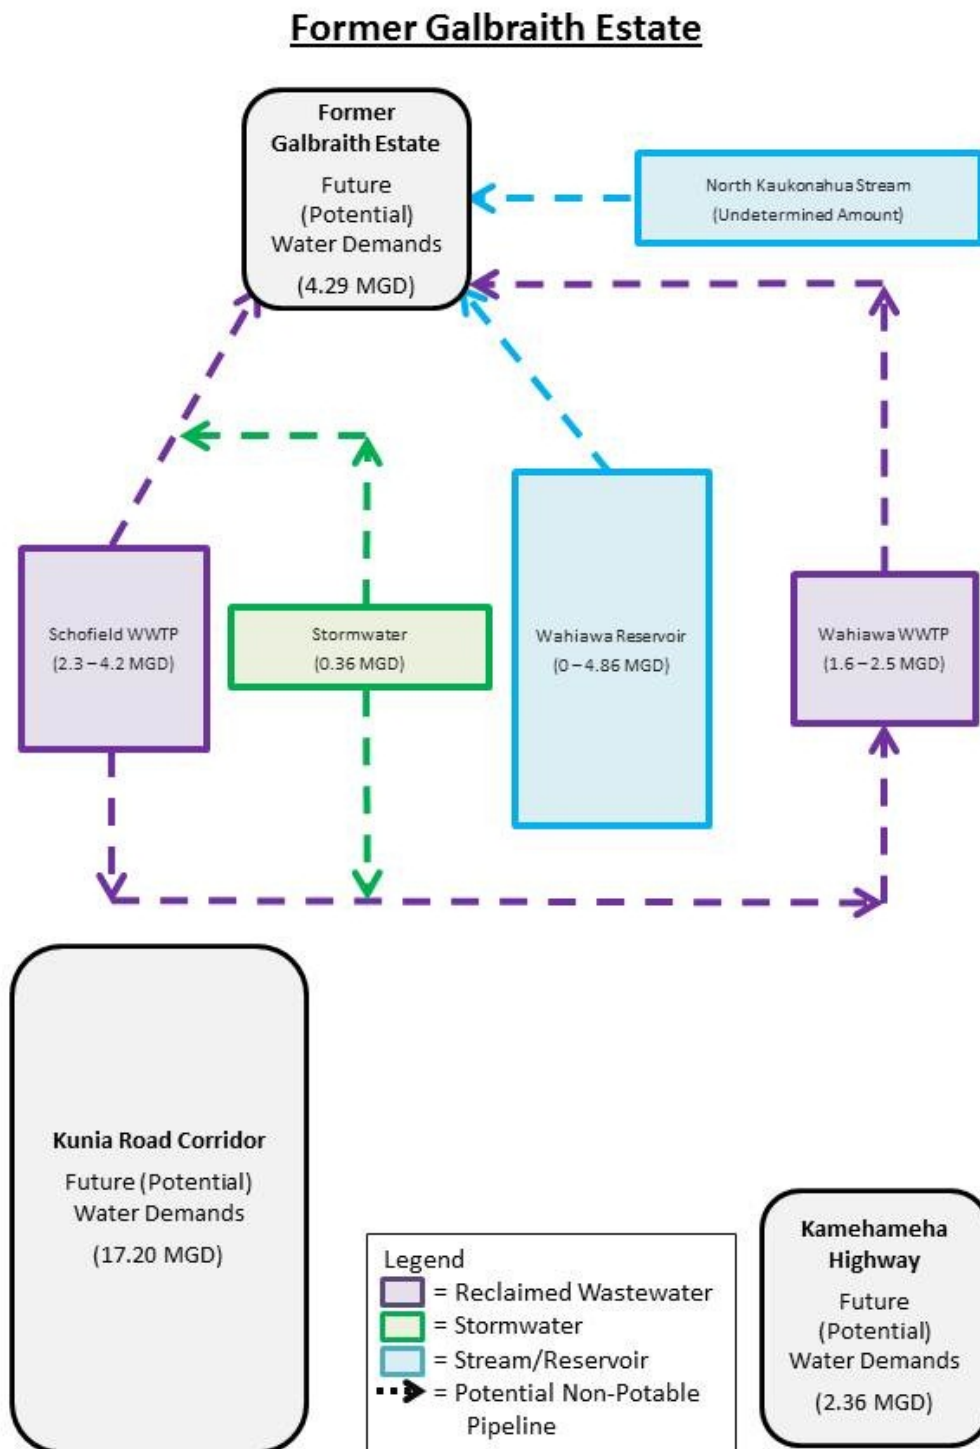 Former Galbraith Estate
Former
Galbraith Estate
Future
(Potential)
Water Demands
(4.29 MGD)
North Kaukonahua Stream
(Undetermined Amount)
Schofield WWTP
(2.3 – 4.2 MGD)
Stormwater
(0.36 MGD)
Wahiawa Reservoir
(0 – 4.86 MGD)
Wahiawa WWTP
(1.6 – 2.5 MGD)
Kunia Road Corridor
Future (Potential)
Water Demands
(17.20 MGD)
Legend
= Reclaimed Wastewater
= Stormwater
= Stream/Reservoir
= Potential Non-Potable
Pipeline
Kamehameha
Highway
Future
(Potential)
Water Demands
(2.36 MGD)